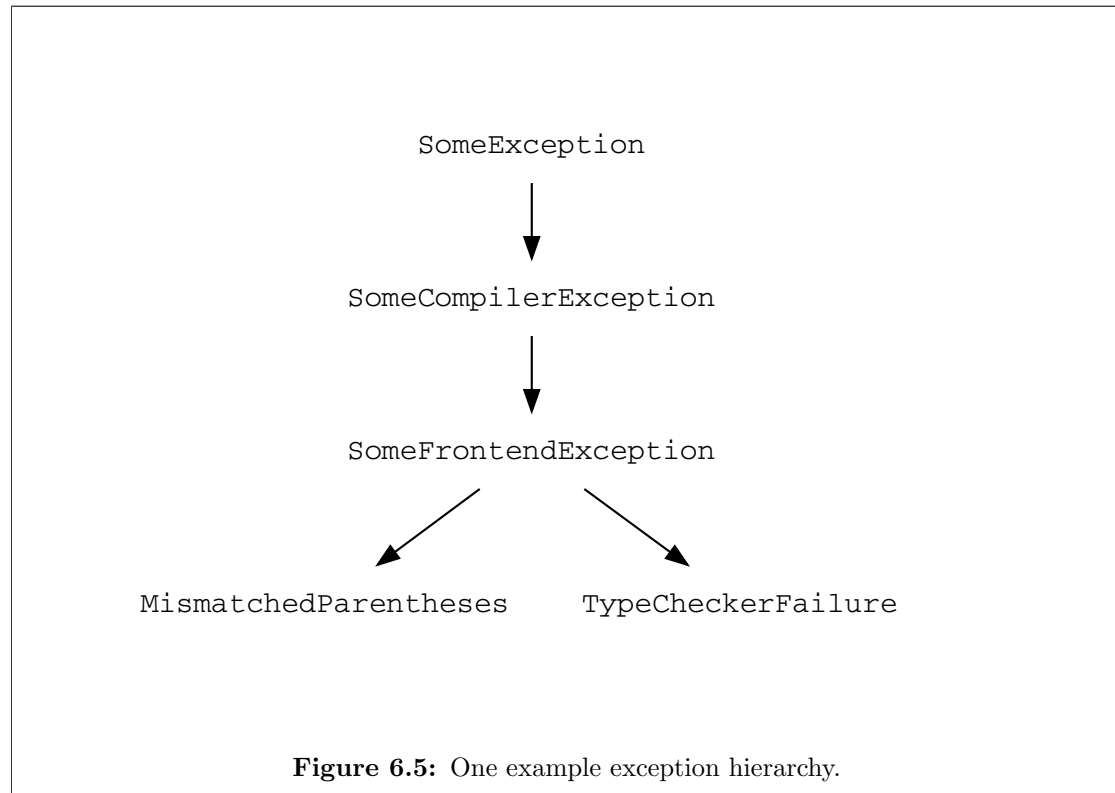 SomeException
SomeCompilerException
SomeFrontendException
MismatchedParentheses TypeCheckerFailure
Figure 6.5: One example exception hierarchy.